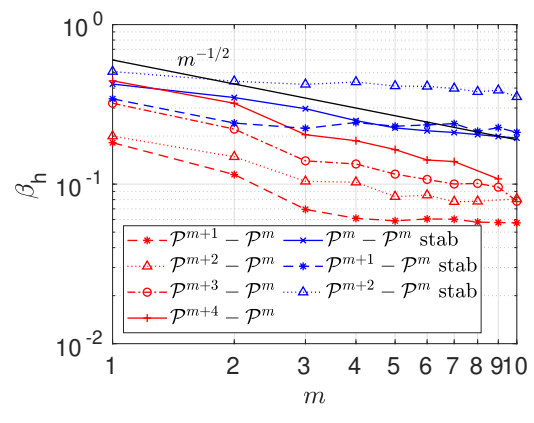 10^0
m^{-1/2}
β_h
10^{-1}
P^{m+1} − P^m
P^m − P^m stab
P^{m+2} − P^m
P^{m+1} − P^m stab
P^{m+3} − P^m
P^{m+2} − P^m stab
P^{m+4} − P^m
10^{-2}
1 2 3 4 5 6 7 8 9 10
m